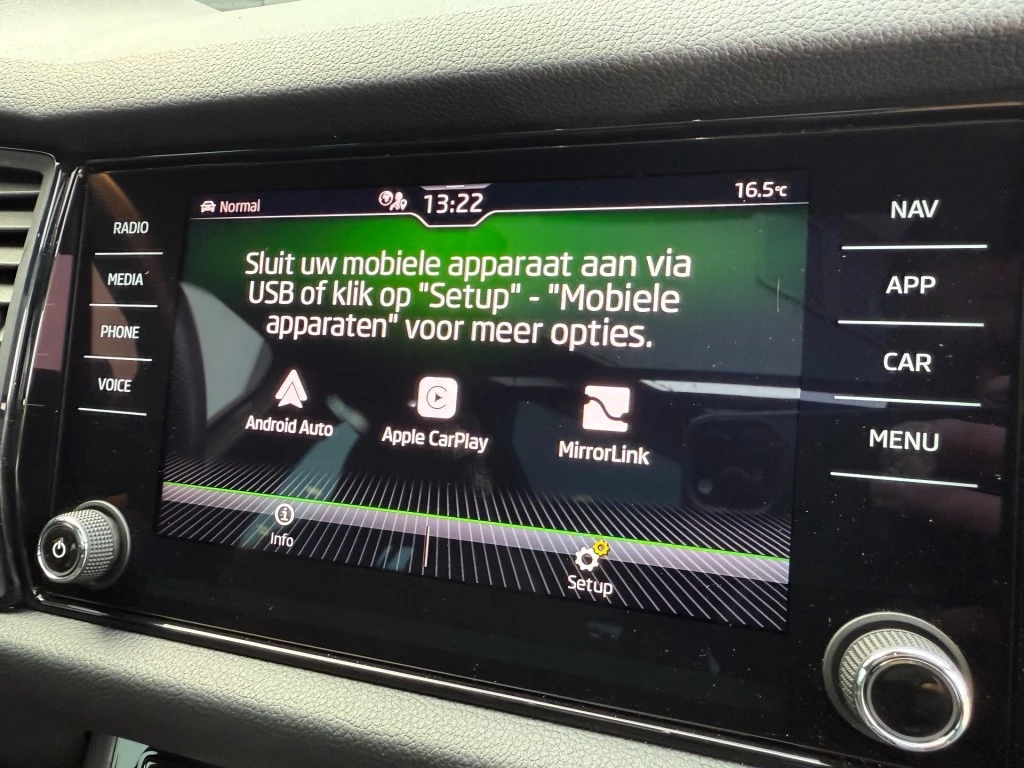 Normal
13:22
16.5°C
RADIO
MEDIA
PHONE
VOICE
Sluit uw mobiele apparaat aan via
USB of klik op "Setup" - "Mobiele
apparaten" voor meer opties.
Android Auto
Apple CarPlay
MirrorLink
Info
Setup
NAV
APP
CAR
MENU